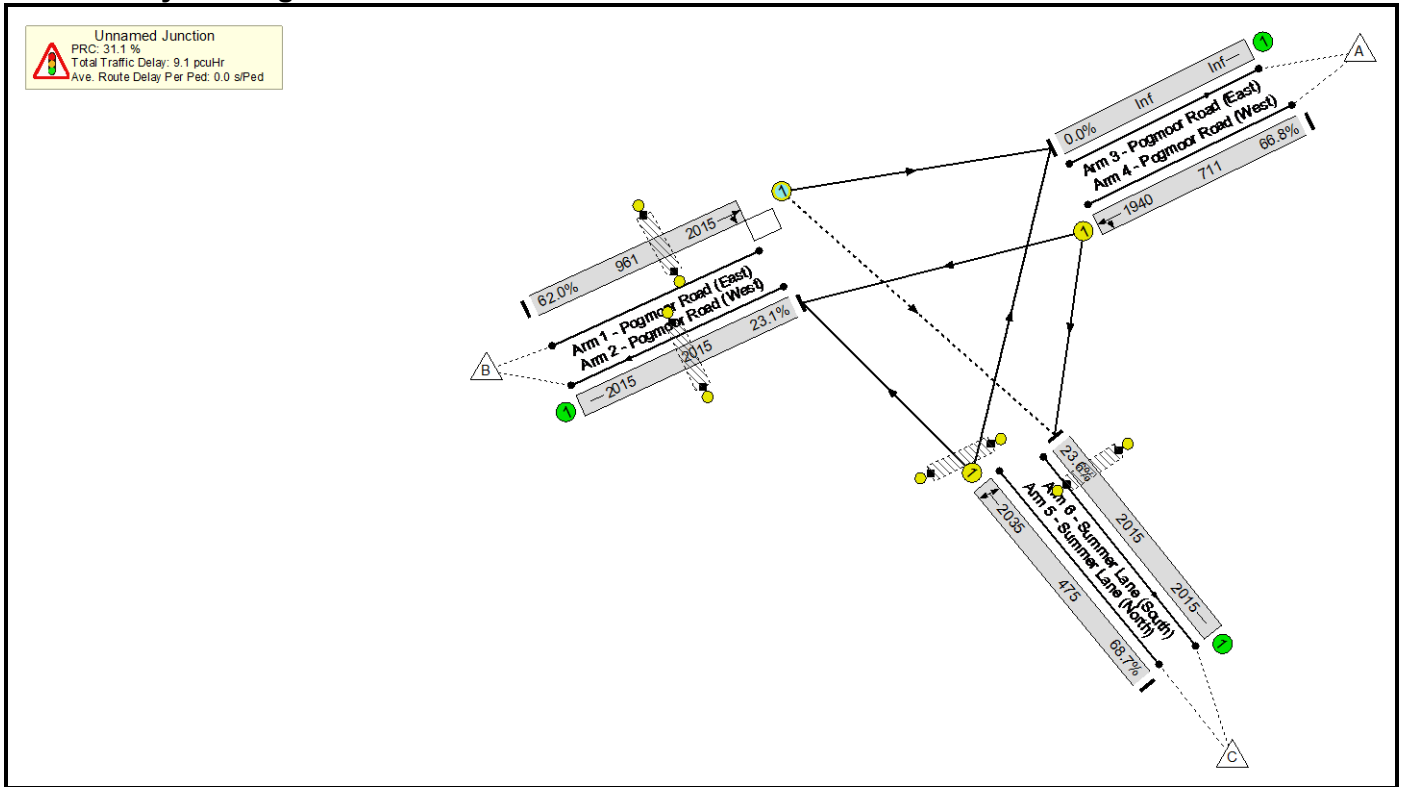 Unnamed Junction
PRC: 31.1 %
Total Traffic Delay: 9.1 pcuHr
Ave. Route Delay Per Ped: 0.0 s/Ped
1
A
0.0% Inf Inf
Arm 3 - Pogmoor Road (East)
Arm 4 - Pogmoor Road (West)
1940 711 66.8%
1
1
62.0% 961 2015
Arm 1 - Pogmoor Road (East)
Arm 2 - Pogmoor Road (West)
2015 2015 23.1%
B
1
1
23.6% 2015 2015
Arm 6 - Summer Lane (South)
Arm 5 - Summer Lane (North)
2035 475 68.7%
1
C